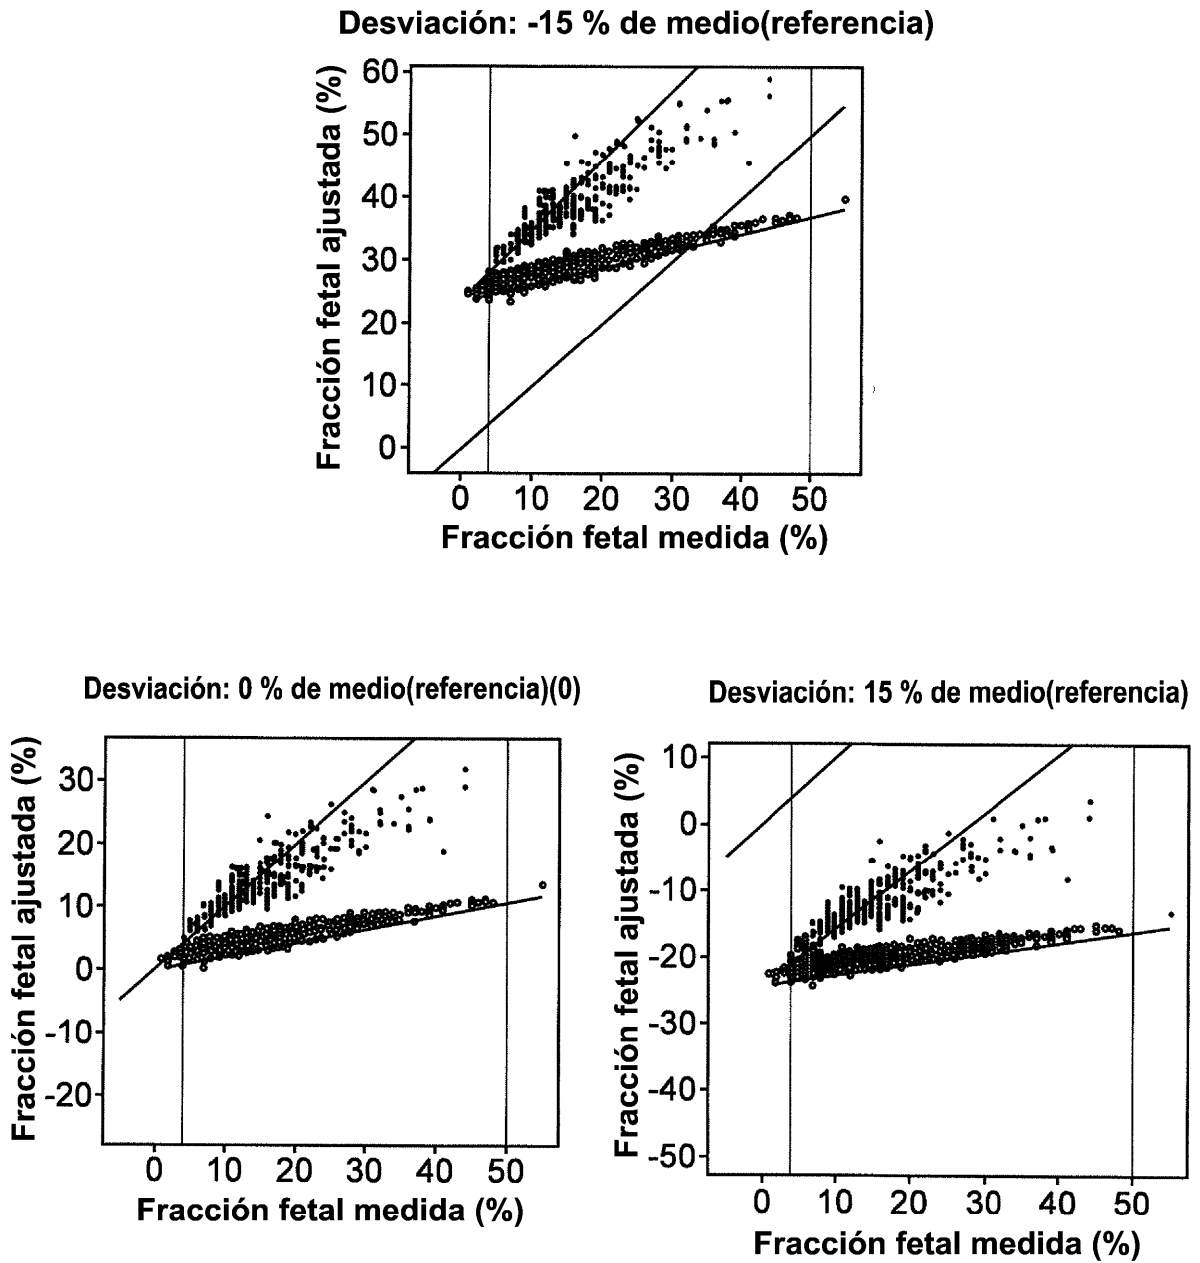 Desviación: -15 % de medio(referencia)
Fracción fetal ajustada (%)
60
50
40
30
20
10
0
0 10 20 30 40 50
Fracción fetal medida (%)
Desviación: 0 % de medio(referencia)(0)
Fracción fetal ajustada (%)
30
20
10
0
-10
-20
0 10 20 30 40 50
Fracción fetal medida (%)
Desviación: 15 % de medio(referencia)
Fracción fetal ajustada (%)
10
0
-10
-20
-30
-40
-50
0 10 20 30 40 50
Fracción fetal medida (%)